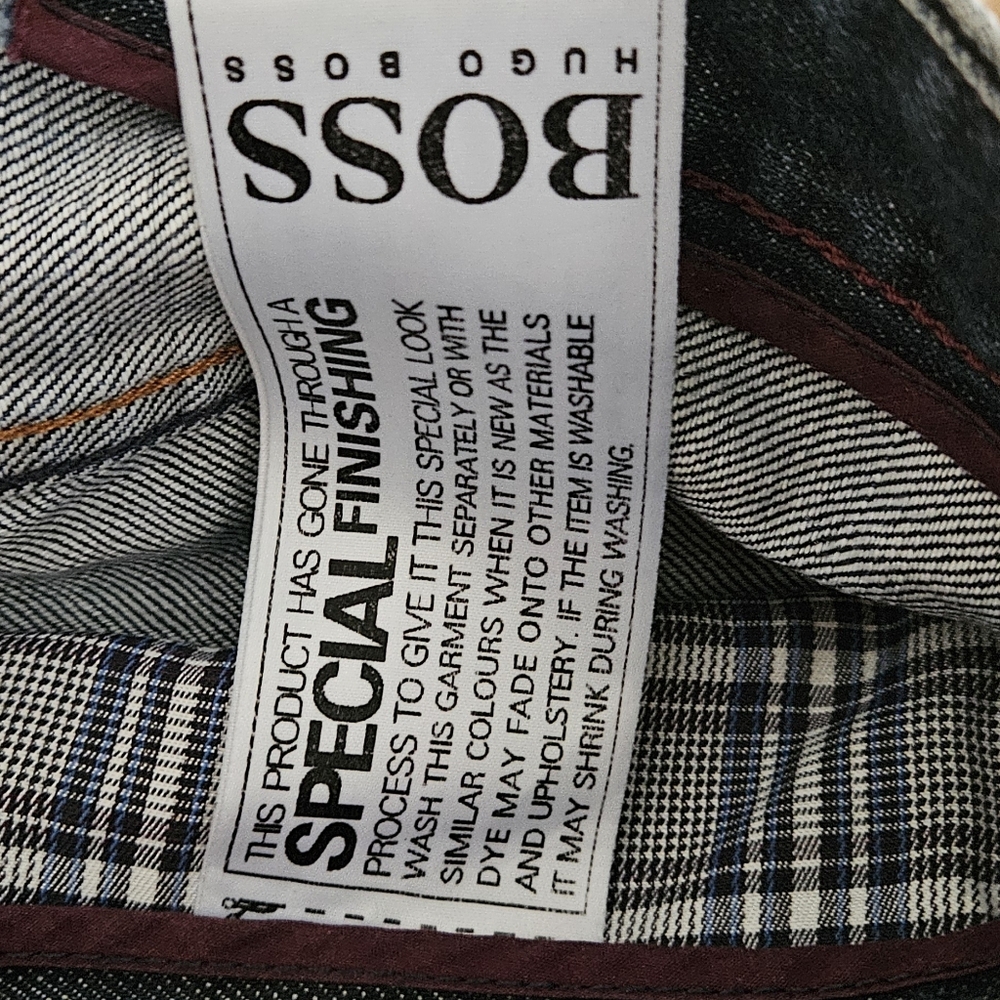 BOSS
HUGO BOSS
THIS PRODUCT HAS GONE THROUGH A
SPECIAL FINISHING
PROCESS TO GIVE IT THIS SPECIAL LOOK
WASH THIS GARMENT SEPARATELY OR WITH
SIMILAR COLOURS WHEN IT IS NEW AS THE
DYE MAY FADE ONTO OTHER MATERIALS
AND UPHOLSTERY. IF THE ITEM IS WASHABLE
IT MAY SHRINK DURING WASHING.